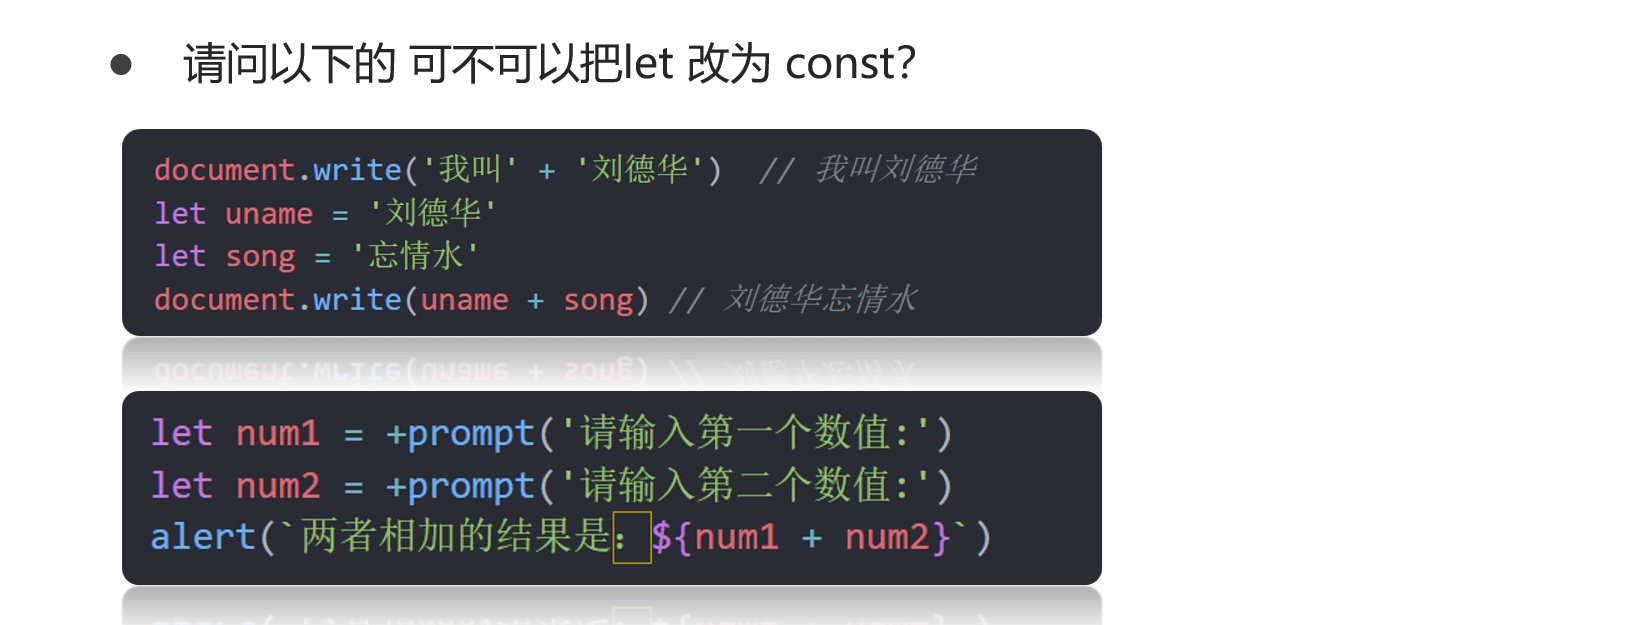 ● 请问以下的 可不可以把let 改为 const?
document.write('我叫' + '刘德华')  // 我叫刘德华
let uname = '刘德华'
let song = '忘情水'
document.write(uname + song) // 刘德华忘情水
let num1 = +prompt('请输入第一个数值:')
let num2 = +prompt('请输入第二个数值:')
alert(`两者相加的结果是：${num1 + num2}`)